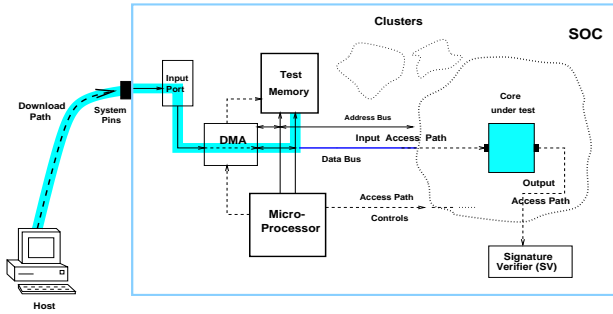 Clusters
SOC
Input
Port
Test
Memory
Download
Path
System
Pins
Core
under test
Address Bus
DMA
Input Access Path
Data Bus
Output
Access Path
Micro-
Processor
Access Path
Controls
Signature
Verifier (SV)
Host